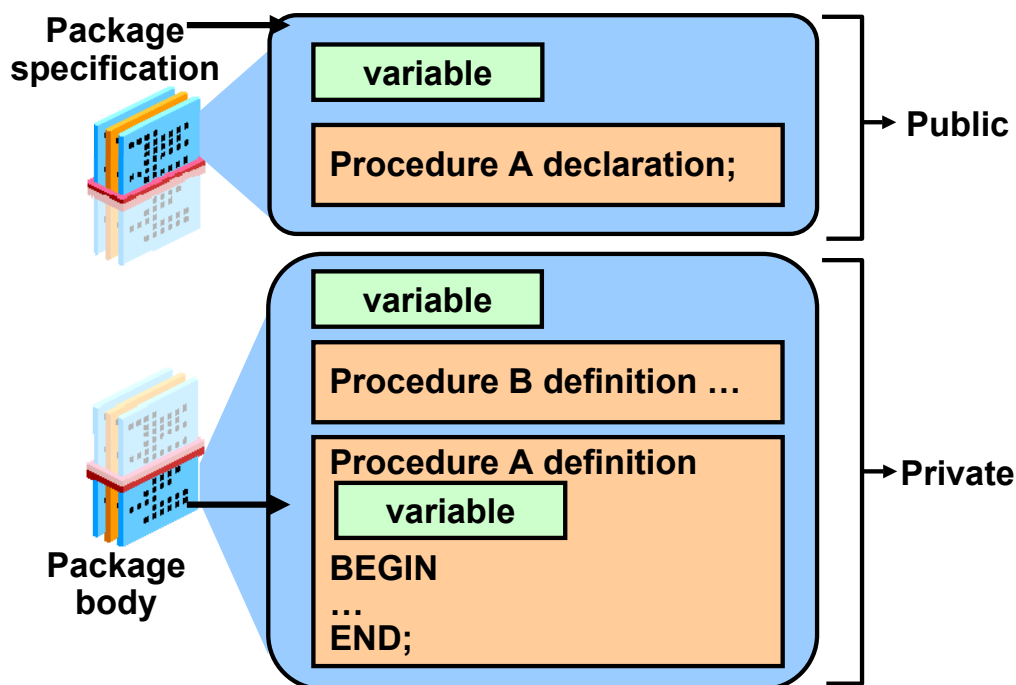 Package
specification
variable
Procedure A declaration;
Public
variable
Procedure B definition …
Procedure A definition
variable
BEGIN
…
END;
Private
Package
body